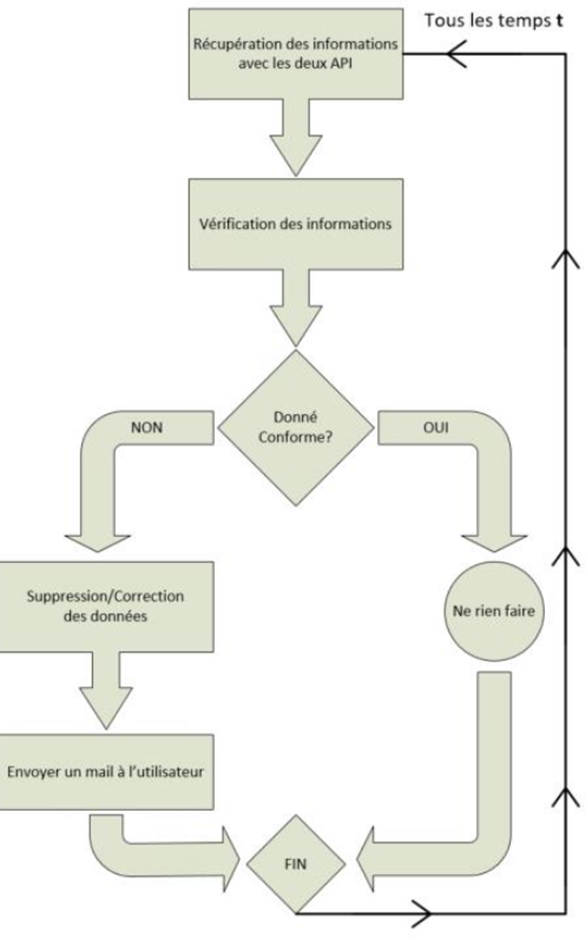 Tous les temps t
Récupération des informations
avec les deux API
Vérification des informations
Donné
Conforme?
NON
OUI
Suppression/Correction
des données
Ne rien faire
Envoyer un mail à l'utilisateur
FIN